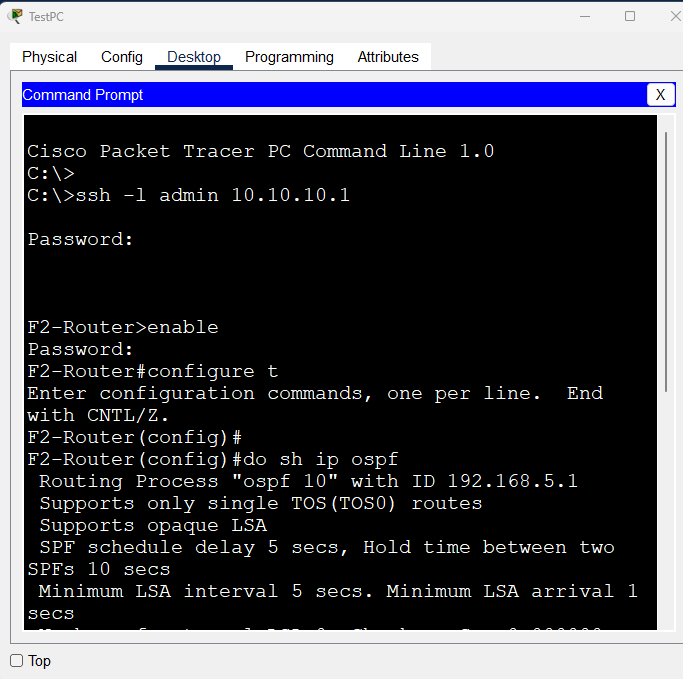 TestPC
Physical Config Desktop Programming Attributes
Command Prompt X
Cisco Packet Tracer PC Command Line 1.0
C:\>
C:\>ssh -l admin 10.10.10.1
Password:
F2-Router>enable
Password:
F2-Router#configure t
Enter configuration commands, one per line.  End
with CNTL/Z.
F2-Router(config)#
F2-Router(config)#do sh ip ospf
Routing Process "ospf 10" with ID 192.168.5.1
Supports only single TOS(TOS0) routes
Supports opaque LSA
SPF schedule delay 5 secs, Hold time between two
SPFs 10 secs
Minimum LSA interval 5 secs. Minimum LSA arrival 1
secs
Top